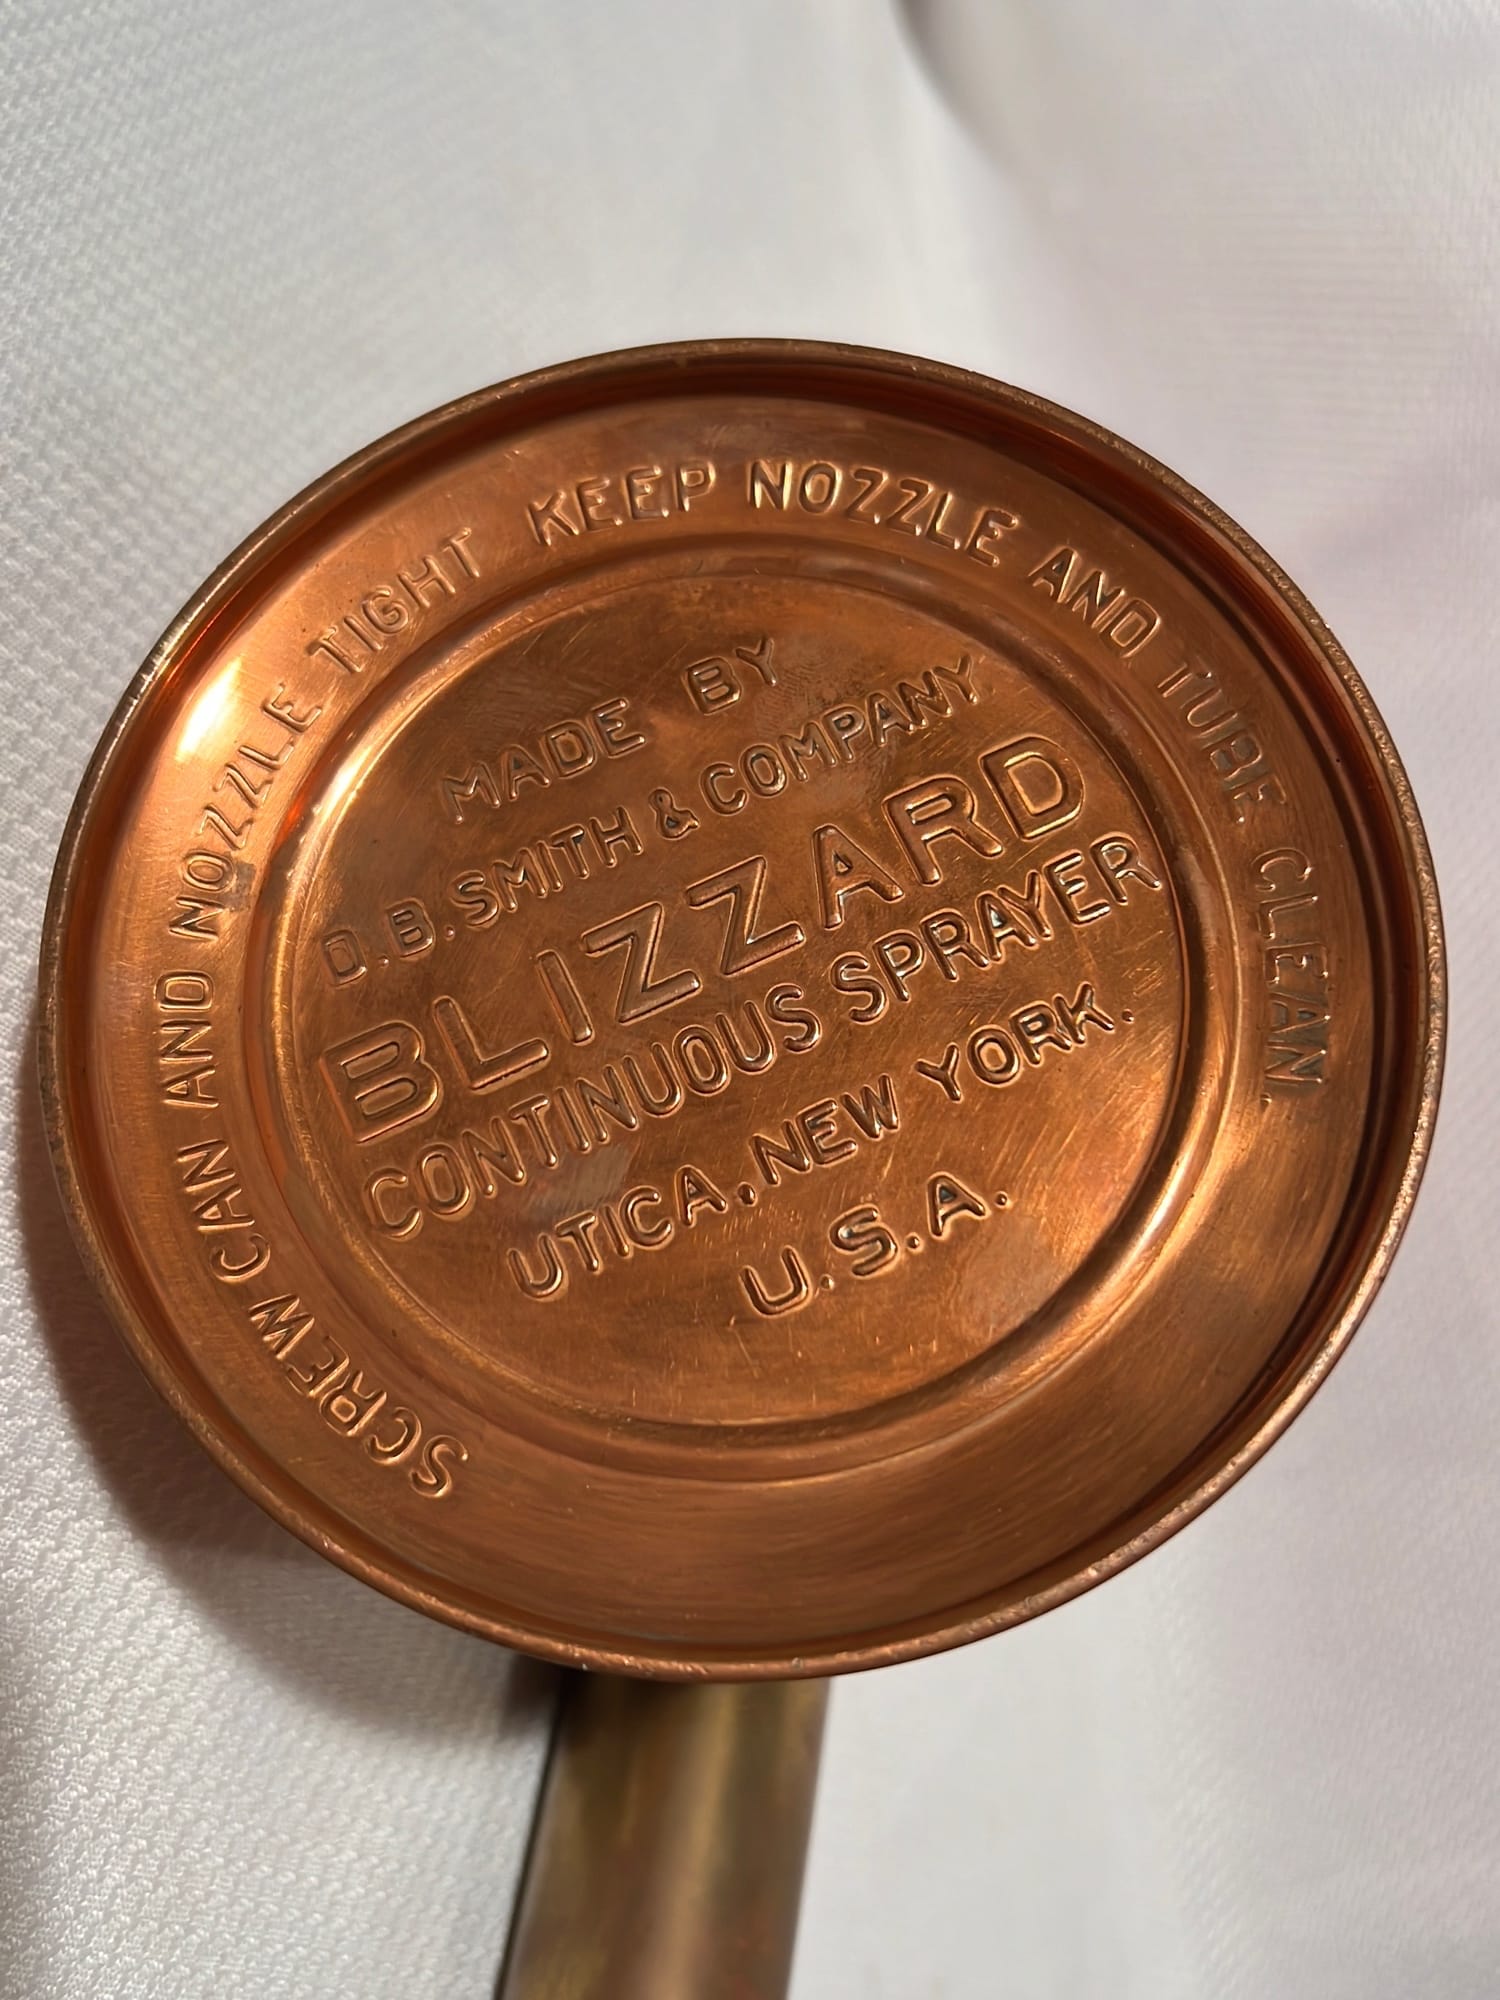 SCREW CAN AND NOZZLE TIGHT KEEP NOZZLE AND TUBE CLEAN.
MADE BY
D.B. SMITH & COMPANY
BLIZZARD
CONTINUOUS SPRAYER
UTICA, NEW YORK.
U.S.A.